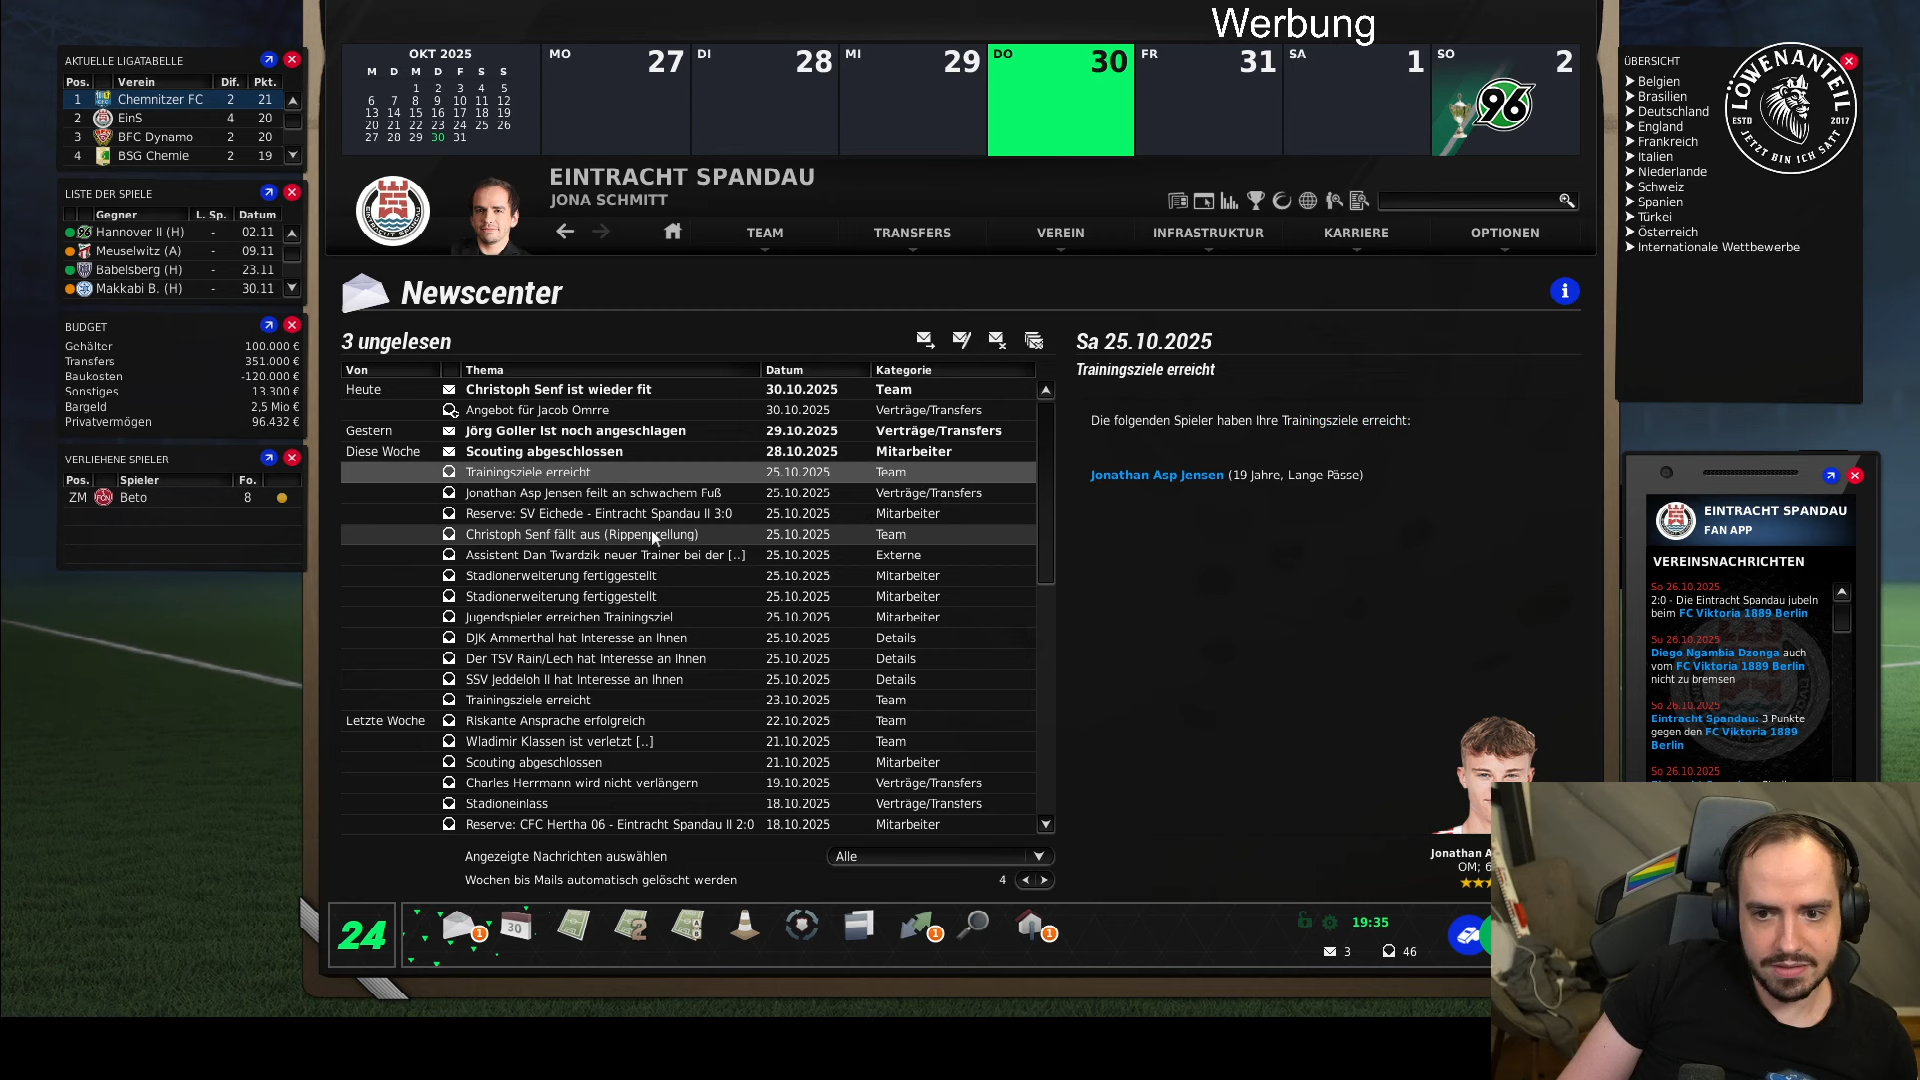 Werbung
AKTUELLE LIGATABELLE
Pos. Verein Dif. Pkt.
1 Chemnitzer FC 2 21
2 EinS 4 20
3 BFC Dynamo 2 20
4 BSG Chemie 2 19
LISTE DER SPIELE
Gegner L. Sp. Datum
Hannover II (H) - 02.11
Meuselwitz (A) - 09.11
Babelsberg (H) - 23.11
Makkabi B. (H) - 30.11
BUDGET
Gehälter 100.000 €
Transfers 351.000 €
Baukosten -120.000 €
Sonstiges 13.300 €
Bargeld 2,5 Mio €
Privatvermögen 96.432 €
VERLIEHENE SPIELER
Pos. Spieler Fo.
ZM Beto 8
OKT 2025
M D M D F S S
1 2 3 4 5
6 7 8 9 10 11 12
13 14 15 16 17 18 19
20 21 22 23 24 25 26
27 28 29 30 31
MO 27
DI 28
MI 29
DO 30
FR 31
SA 1
SO 2
96
EINTRACHT SPANDAU
JONA SCHMITT
TEAM TRANSFERS VEREIN INFRASTRUKTUR KARRIERE OPTIONEN
Newscenter
3 ungelesen
Von Thema Datum Kategorie
Heute Christoph Senf ist wieder fit 30.10.2025 Team
Angebot für Jacob Omrre 30.10.2025 Verträge/Transfers
Gestern Jörg Goller ist noch angeschlagen 29.10.2025 Verträge/Transfers
Diese Woche Scouting abgeschlossen 28.10.2025 Mitarbeiter
Trainingsziele erreicht 25.10.2025 Team
Jonathan Asp Jensen feilt an schwachem Fuß 25.10.2025 Verträge/Transfers
Reserve: SV Eichede - Eintracht Spandau II 3:0 25.10.2025 Mitarbeiter
Christoph Senf fällt aus (Rippenprellung) 25.10.2025 Team
Assistent Dan Twardzik neuer Trainer bei der [..] 25.10.2025 Externe
Stadionerweiterung fertiggestellt 25.10.2025 Mitarbeiter
Stadionerweiterung fertiggestellt 25.10.2025 Mitarbeiter
Jugendspieler erreichen Trainingsziel 25.10.2025 Mitarbeiter
DJK Ammerthal hat Interesse an Ihnen 25.10.2025 Details
Der TSV Rain/Lech hat Interesse an Ihnen 25.10.2025 Details
SSV Jeddeloh II hat Interesse an Ihnen 25.10.2025 Details
Trainingsziele erreicht 23.10.2025 Team
Letzte Woche Riskante Ansprache erfolgreich 22.10.2025 Team
Wladimir Klassen ist verletzt [..] 21.10.2025 Team
Scouting abgeschlossen 21.10.2025 Mitarbeiter
Charles Herrmann wird nicht verlängern 19.10.2025 Verträge/Transfers
Stadioneinlass 18.10.2025 Verträge/Transfers
Reserve: CFC Hertha 06 - Eintracht Spandau II 2:0 18.10.2025 Mitarbeiter
Angezeigte Nachrichten auswählen Alle
Wochen bis Mails automatisch gelöscht werden 4
Sa 25.10.2025
Trainingsziele erreicht
Die folgenden Spieler haben Ihre Trainingsziele erreicht:
Jonathan Asp Jensen (19 Jahre, Lange Pässe)
Jonathan A
OM; 6
24
30
1
2
1
1
19:35
3 46
ÜBERSICHT
Belgien
Brasilien
Deutschland
England
Frankreich
Italien
Niederlande
Schweiz
Spanien
Türkei
Österreich
Internationale Wettbewerbe
LÖWENANTEIL
ESTD 2017
JETZT BIN ICH SATT
EINTRACHT SPANDAU
FAN APP
VEREINSNACHRICHTEN
So 26.10.2025
2:0 - Die Eintracht Spandau jubeln
beim FC Viktoria 1889 Berlin
So 26.10.2025
Diego Ngambia Dzonga auch
vom FC Viktoria 1889 Berlin
nicht zu bremsen
So 26.10.2025
Eintracht Spandau: 3 Punkte
gegen den FC Viktoria 1889
Berlin
So 26.10.2025